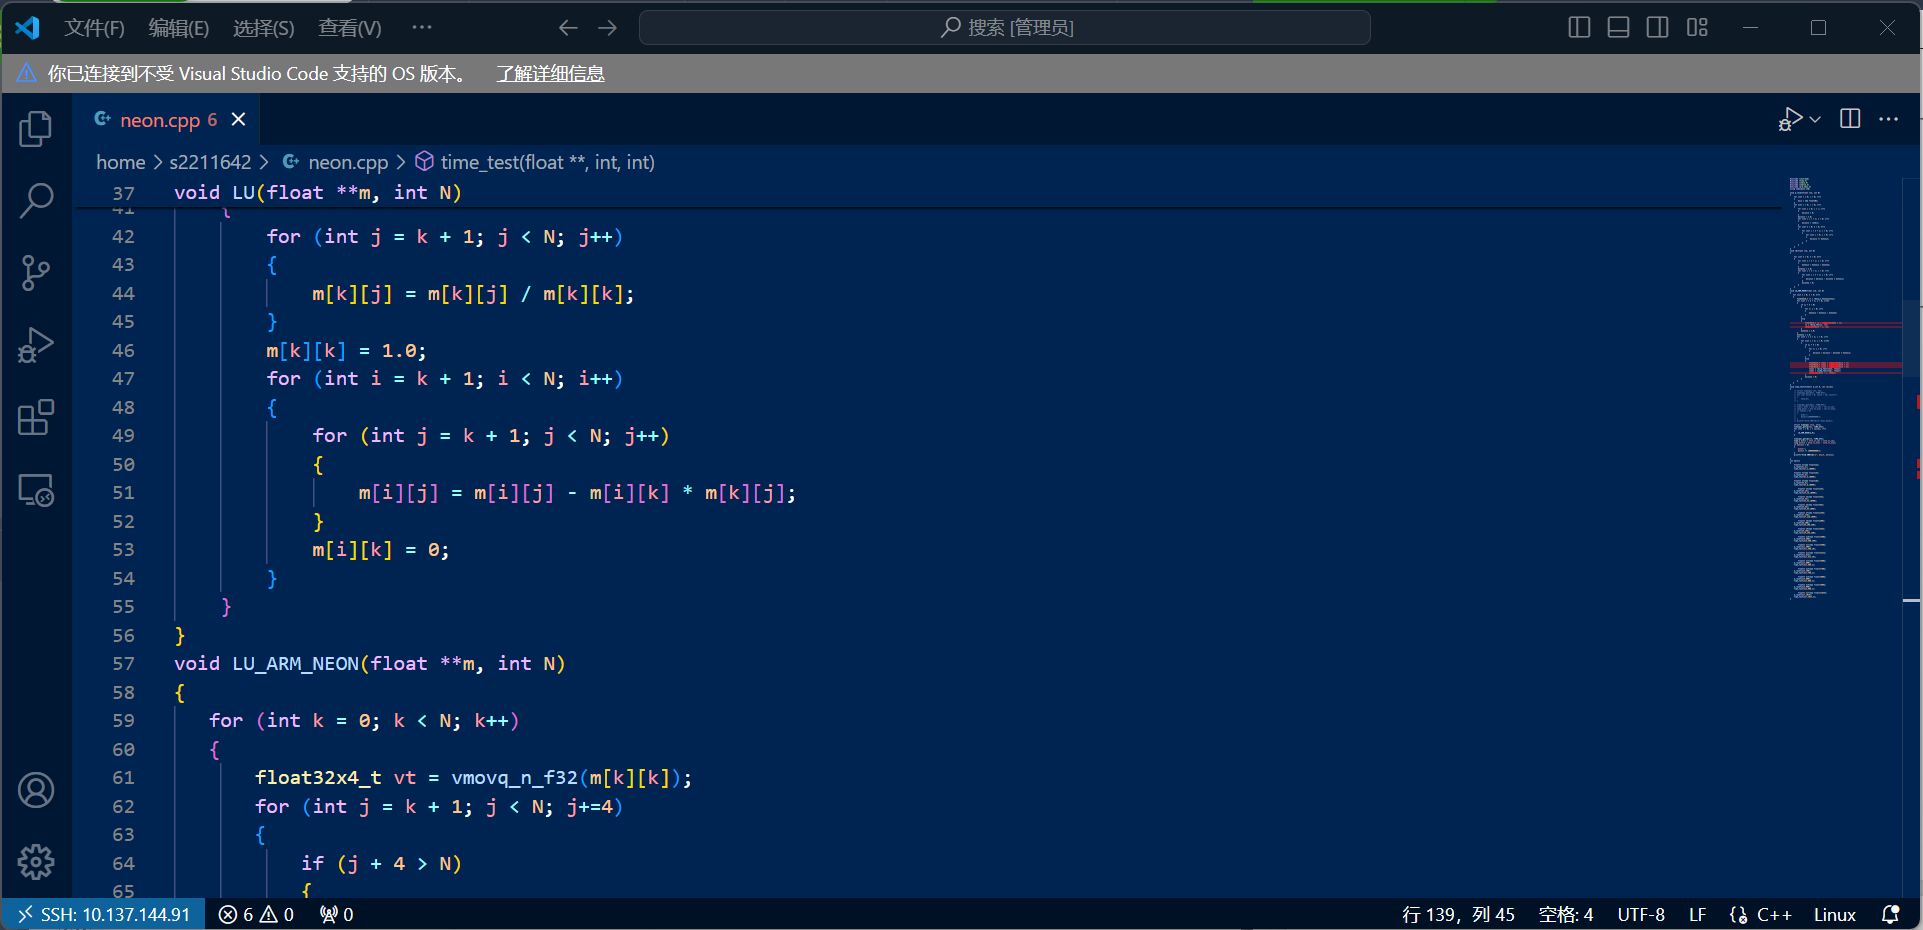 文件(F) 编辑(E) 选择(S) 查看(V) ··· 搜索 [管理员]
你已连接到不受 Visual Studio Code 支持的 OS 版本。 了解详细信息
neon.cpp 6
home > s2211642 > neon.cpp > time_test(float **, int, int)
37 void LU(float **m, int N)
41 {
42 for (int j = k + 1; j < N; j++)
43 {
44 m[k][j] = m[k][j] / m[k][k];
45 }
46 m[k][k] = 1.0;
47 for (int i = k + 1; i < N; i++)
48 {
49 for (int j = k + 1; j < N; j++)
50 {
51 m[i][j] = m[i][j] - m[i][k] * m[k][j];
52 }
53 m[i][k] = 0;
54 }
55 }
56 }
57 void LU_ARM_NEON(float **m, int N)
58 {
59 for (int k = 0; k < N; k++)
60 {
61 float32x4_t vt = vmovq_n_f32(m[k][k]);
62 for (int j = k + 1; j < N; j+=4)
63 {
64 if (j + 4 > N)
65 {
SSH: 10.137.144.91 6 0 0 行 139，列 45 空格: 4 UTF-8 LF C++ Linux